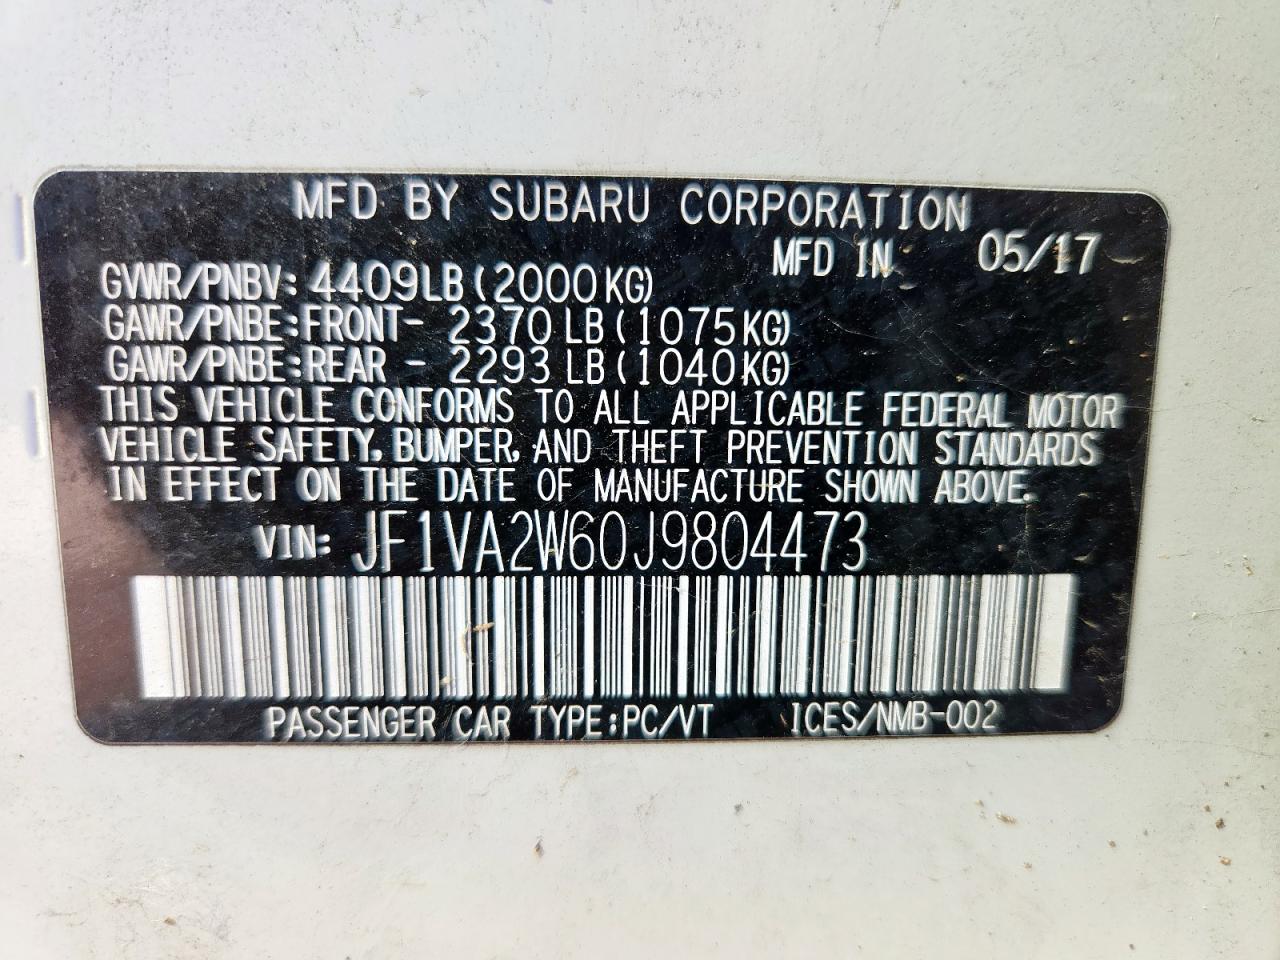 MFD BY SUBARU CORPORATION
MFD IN 05/17
GVWR/PNBV: 4409LB (2000KG)
GAWR/PNBE:FRONT- 2370 LB (1075KG)
GAWR/PNBE:REAR - 2293 LB (1040KG)
THIS VEHICLE CONFORMS TO ALL APPLICABLE FEDERAL MOTOR
VEHICLE SAFETY, BUMPER, AND THEFT PREVENTION STANDARDS
IN EFFECT ON THE DATE OF MANUFACTURE SHOWN ABOVE.
VIN: JF1VA2W60J9804473
PASSENGER CAR TYPE:PC/VT ICES/NMB-002